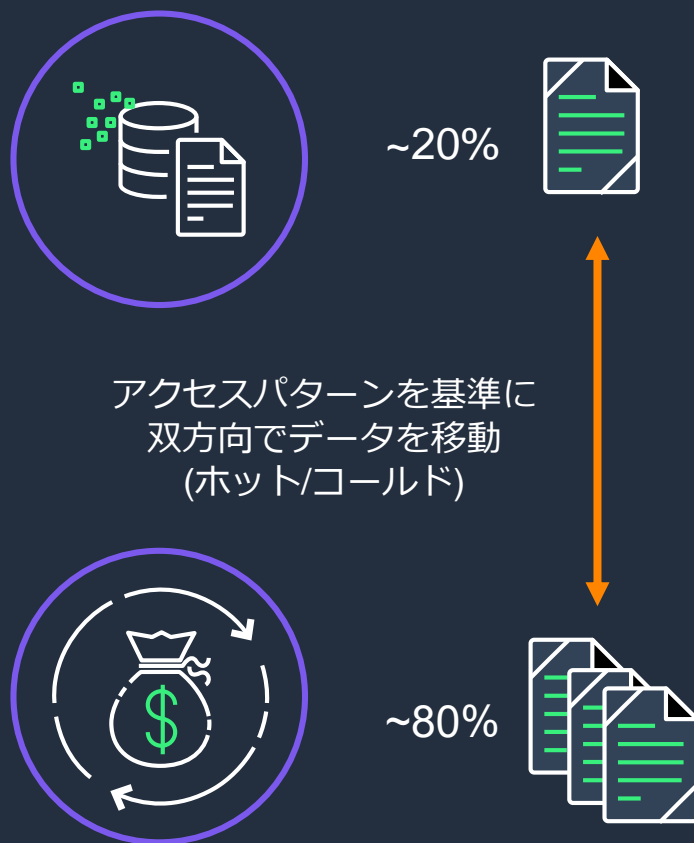 ~20%
アクセスパターンを基準に
双方向でデータを移動
(ホット/コールド)
$
~80%